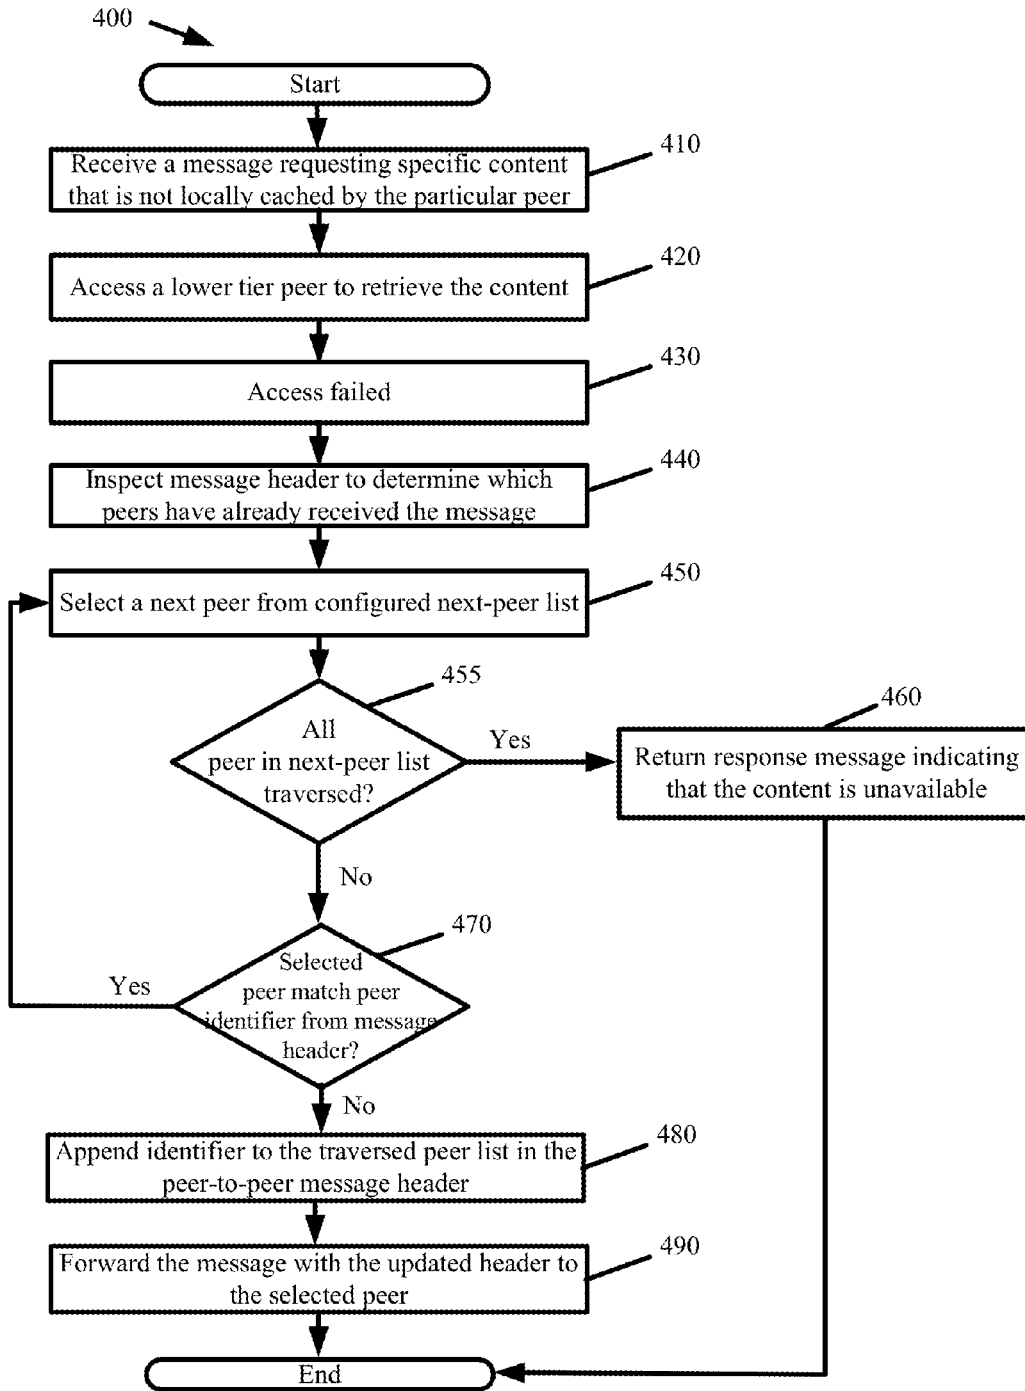 400
Start
410
Receive a message requesting specific content
that is not locally cached by the particular peer
420
Access a lower tier peer to retrieve the content
430
Access failed
440
Inspect message header to determine which
peers have already received the message
450
Select a next peer from configured next-peer list
455
All
peer in next-peer list
traversed?
Yes
460
Return response message indicating
that the content is unavailable
No
470
Selected
peer match peer
identifier from message
header?
Yes
No
480
Append identifier to the traversed peer list in the
peer-to-peer message header
490
Forward the message with the updated header to
the selected peer
End